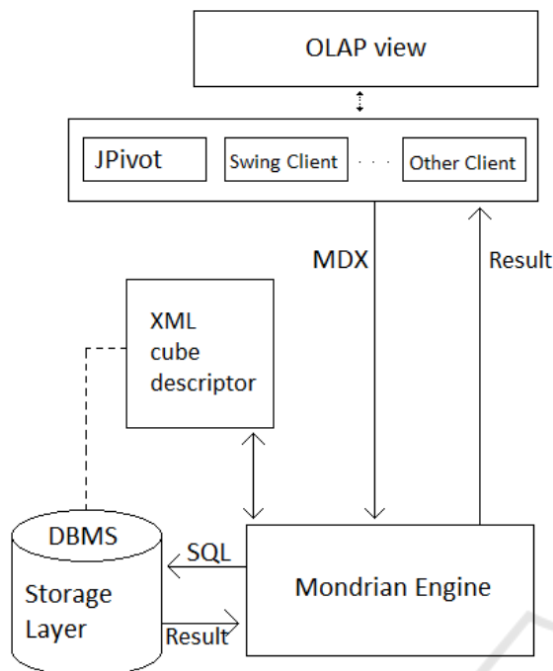 OLAP view
JPivot
Swing Client
. . .
Other Client
MDX
Result
XML
cube
descriptor
DBMS
SQL
Storage
Layer
Result
Mondrian Engine